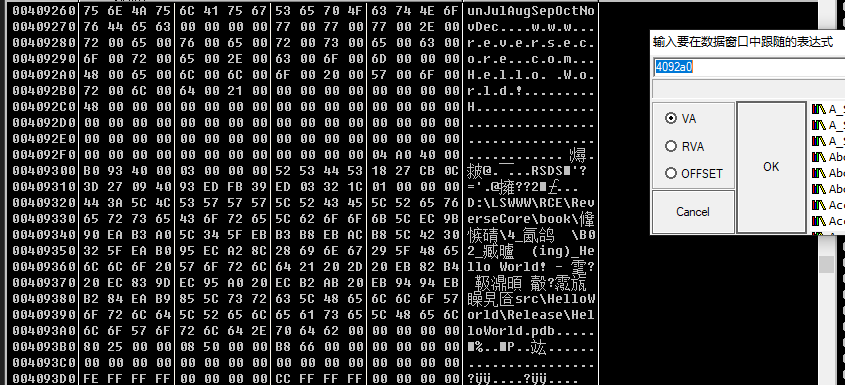 00409260 75 6E 4A 75 6C 41 75 67 53 65 70 4F 63 74 4E 6F unJulAugSepOctNo
00409270 76 44 65 63 00 00 00 00 77 00 77 00 77 00 2E 00 vDec....w.w.w...
00409280 72 00 65 00 76 00 65 00 72 00 73 00 65 00 63 00 r.e.v.e.r.s.e.c.
00409290 6F 00 72 00 65 00 2E 00 63 00 6F 00 6D 00 00 00 o.r.e...c.o.m...
004092A0 48 00 65 00 6C 00 6C 00 6F 00 20 00 57 00 6F 00 H.e.l.l.o. .W.o.
004092B0 72 00 6C 00 64 00 21 00 00 00 00 00 00 00 00 00 r.l.d.!.........
004092C0 48 00 00 00 00 00 00 00 00 00 00 00 00 00 00 00 H...............
004092D0 00 00 00 00 00 00 00 00 00 00 00 00 00 00 00 00 ................
004092E0 00 00 00 00 00 00 00 00 00 00 00 00 00 00 00 00 ................
004092F0 00 00 00 00 00 00 00 00 00 00 00 00 04 A0 40 00
00409300 B0 93 40 00 03 00 00 00 52 53 44 53 18 27 CB 0C
00409310 3D 27 09 40 93 ED FB 39 ED 03 32 1C 01 00 00 00
00409320 44 3A 5C 4C 53 57 57 57 5C 52 43 45 5C 52 65 76 D:\LSWWW\RCE\Rev
00409330 65 72 73 65 43 6F 72 65 5C 62 6F 6F 6B 5C EC 9B erseCore\book\
00409340 90 EA B3 A0 5C 34 5F EB B3 B8 EB AC B8 5C 42 30 \4_ \B0
00409350 32 5F EA B0 95 EC A2 8C 28 69 6E 67 29 5F 48 65 2_ (ing)_He
00409360 6C 6C 6F 20 57 6F 72 6C 64 21 20 2D 20 EB 82 B4 llo World! -
00409370 20 EC 83 9D EC 95 A0 20 EC B2 AB 20 EB 94 94 EB
00409380 B2 84 EA B9 85 5C 73 72 63 5C 48 65 6C 6C 6F 57 src\HelloW
00409390 6F 72 6C 64 5C 52 65 6C 65 61 73 65 5C 48 65 6C orld\Release\Hel
004093A0 6C 6F 57 6F 72 6C 64 2E 70 64 62 00 00 00 00 00 loWorld.pdb.....
004093B0 80 25 00 00 08 50 00 00 B8 66 00 00 00 00 00 00
004093C0 00 00 00 00 00 00 00 00 00 00 00 00 00 00 00 00 ................
004093D0 FE FF FF FF 00 00 00 00 CC FF FF FF 00 00 00 00
输入要在数据窗口中跟随的表达式
4092a0
VA
RVA
OFFSET
OK
Cancel
A_S
A_S
Abo
Abo
Abo
Abo
Acc
Acc